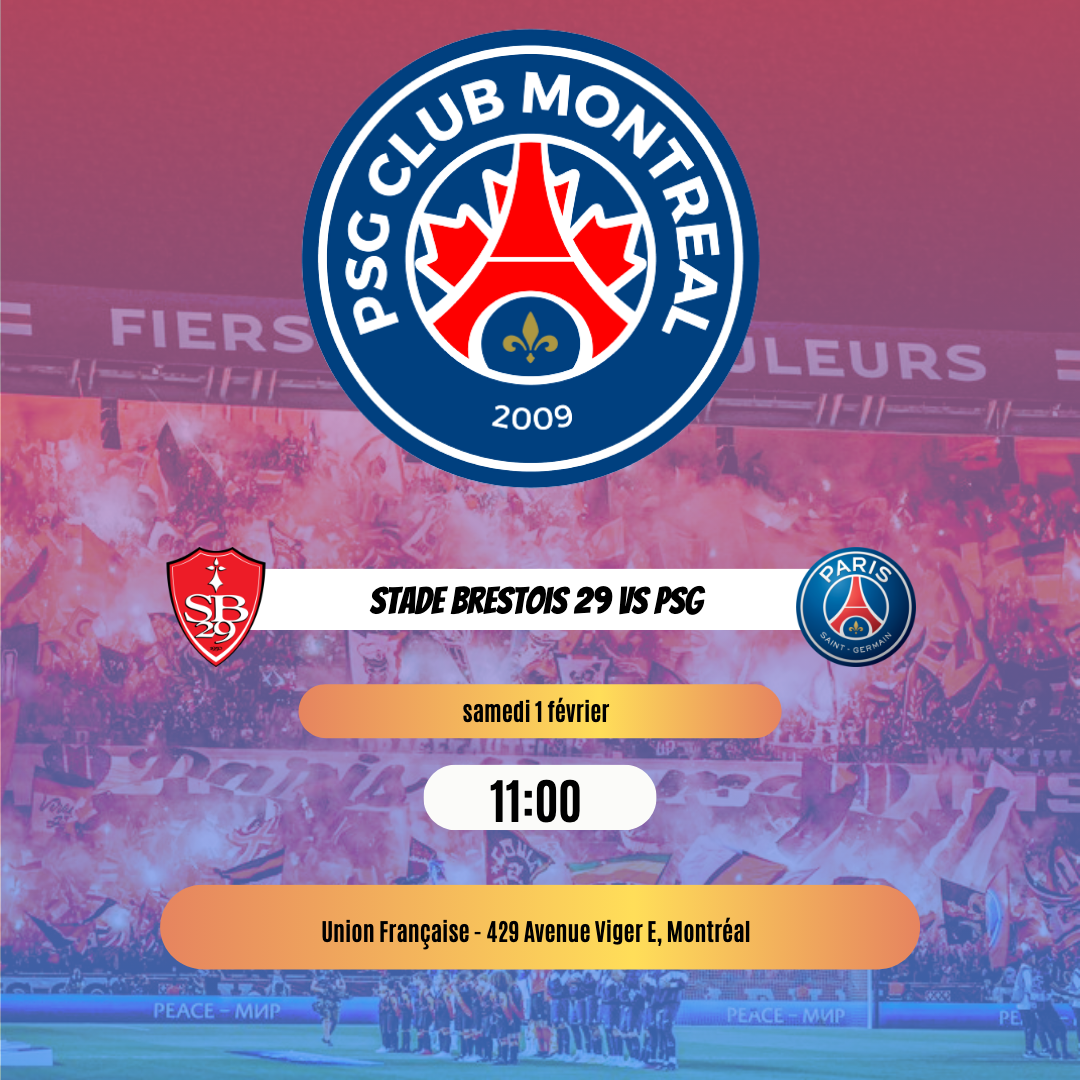 PSG CLUB MONTREAL
2009
FIERS
ULEURS
SB
29
STADE BRESTOIS 29 VS PSG
PARIS
SAINT - GERMAIN
samedi 1 février
11:00
Union Française - 429 Avenue Viger E, Montréal
PEACE - МИР
PEACE - МИР